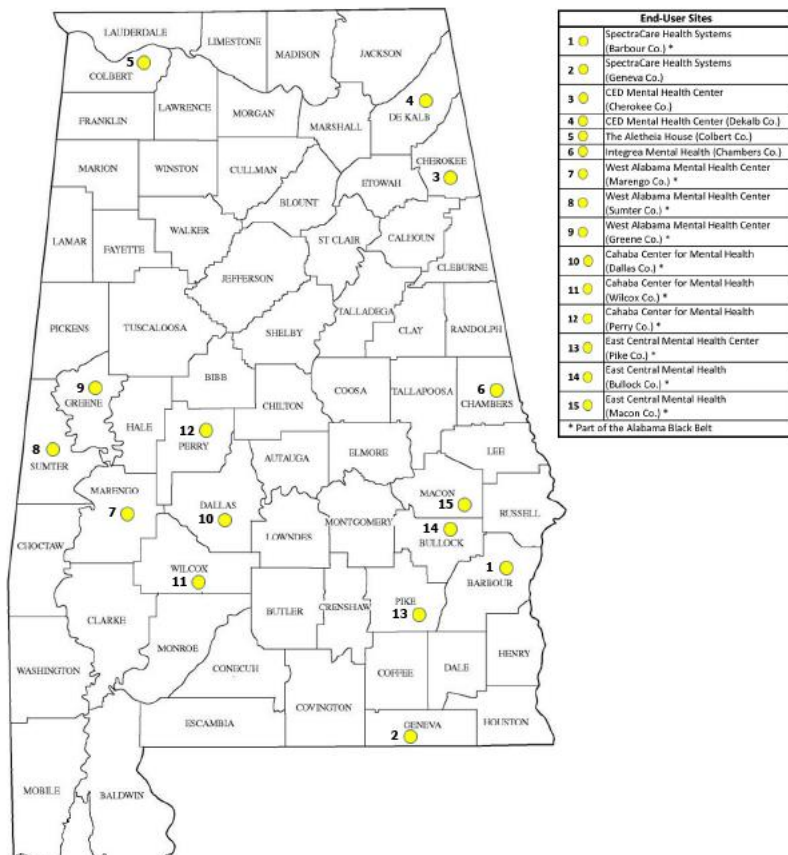 LAUDERDALE
LIMESTONE
MADISON
JACKSON
5
COLBERT
LAWRENCE
MORGAN
4
DE KALB
FRANKLIN
MARSHALL
CHEROKEE
3
MARION
WINSTON
CULLMAN
ETOWAH
BLOUNT
LAMAR
FAYETTE
WALKER
ST CLAIR
CALHOUN
CLEBURNE
JEFFERSON
TALLADEGA
PICKENS
TUSCALOOSA
SHELBY
CLAY
RANDOLPH
BIBB
9
GREENE
HALE
CHILTON
COOSA
TALLAPOOSA
6
CHAMBERS
12
PERRY
8
SUMTER
AUTAUGA
ELMORE
LEE
MARENGO
7
DALLAS
10
MACON
15
RUSSELL
CHOCTAW
LOWNDES
MONTGOMERY
14
BULLOCK
WILCOX
11
1
BARBOUR
CLARKE
BUTLER
CRENSHAW
PIKE
13
MONROE
WASHINGTON
CONECUH
COFFEE
DALE
HENRY
COVINGTON
ESCAMBIA
GENEVA
2
HOUSTON
MOBILE
BALDWIN
End-User Sites
1 SpectraCare Health Systems
(Barbour Co.) *
2 SpectraCare Health Systems
(Geneva Co.)
3 CED Mental Health Center
(Cherokee Co.)
4 CED Mental Health Center (Dekalb Co.)
5 The Aletheia House (Colbert Co.)
6 Integrea Mental Health (Chambers Co.)
7 West Alabama Mental Health Center
(Marengo Co.) *
8 West Alabama Mental Health Center
(Sumter Co.) *
9 West Alabama Mental Health Center
(Greene Co.) *
10 Cahaba Center for Mental Health
(Dallas Co.) *
11 Cahaba Center for Mental Health
(Wilcox Co.) *
12 Cahaba Center for Mental Health
(Perry Co.) *
13 East Central Mental Health Center
(Pike Co.) *
14 East Central Mental Health
(Bullock Co.) *
15 East Central Mental Health
(Macon Co.) *
* Part of the Alabama Black Belt